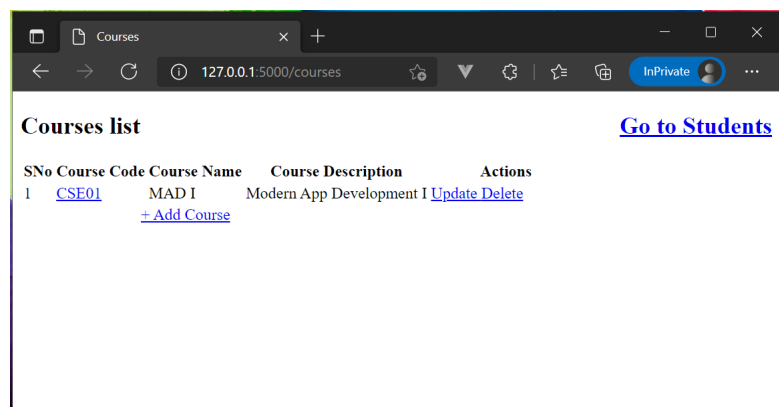 Courses
127.0.0.1:5000/courses
InPrivate
Courses list
Go to Students
SNo Course Code Course Name Course Description Actions
1 CSE01 MAD I Modern App Development I Update Delete
+ Add Course